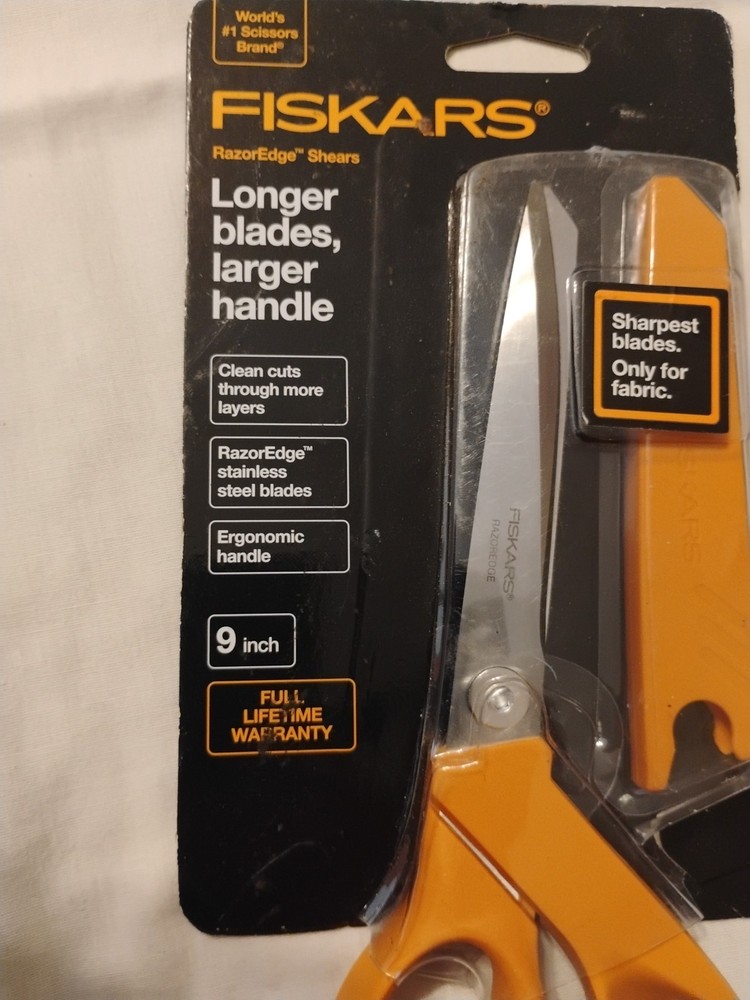 World's
#1 Scissors
Brand®
FISKARS®
RazorEdge™ Shears
Longer
blades,
larger
handle
Clean cuts
through more
layers
RazorEdge™
stainless
steel blades
Ergonomic
handle
9 inch
FULL
LIFETIME
WARRANTY
Sharpest
blades.
Only for
fabric.
FISKARS®
RAZOREDGE
FISKARS